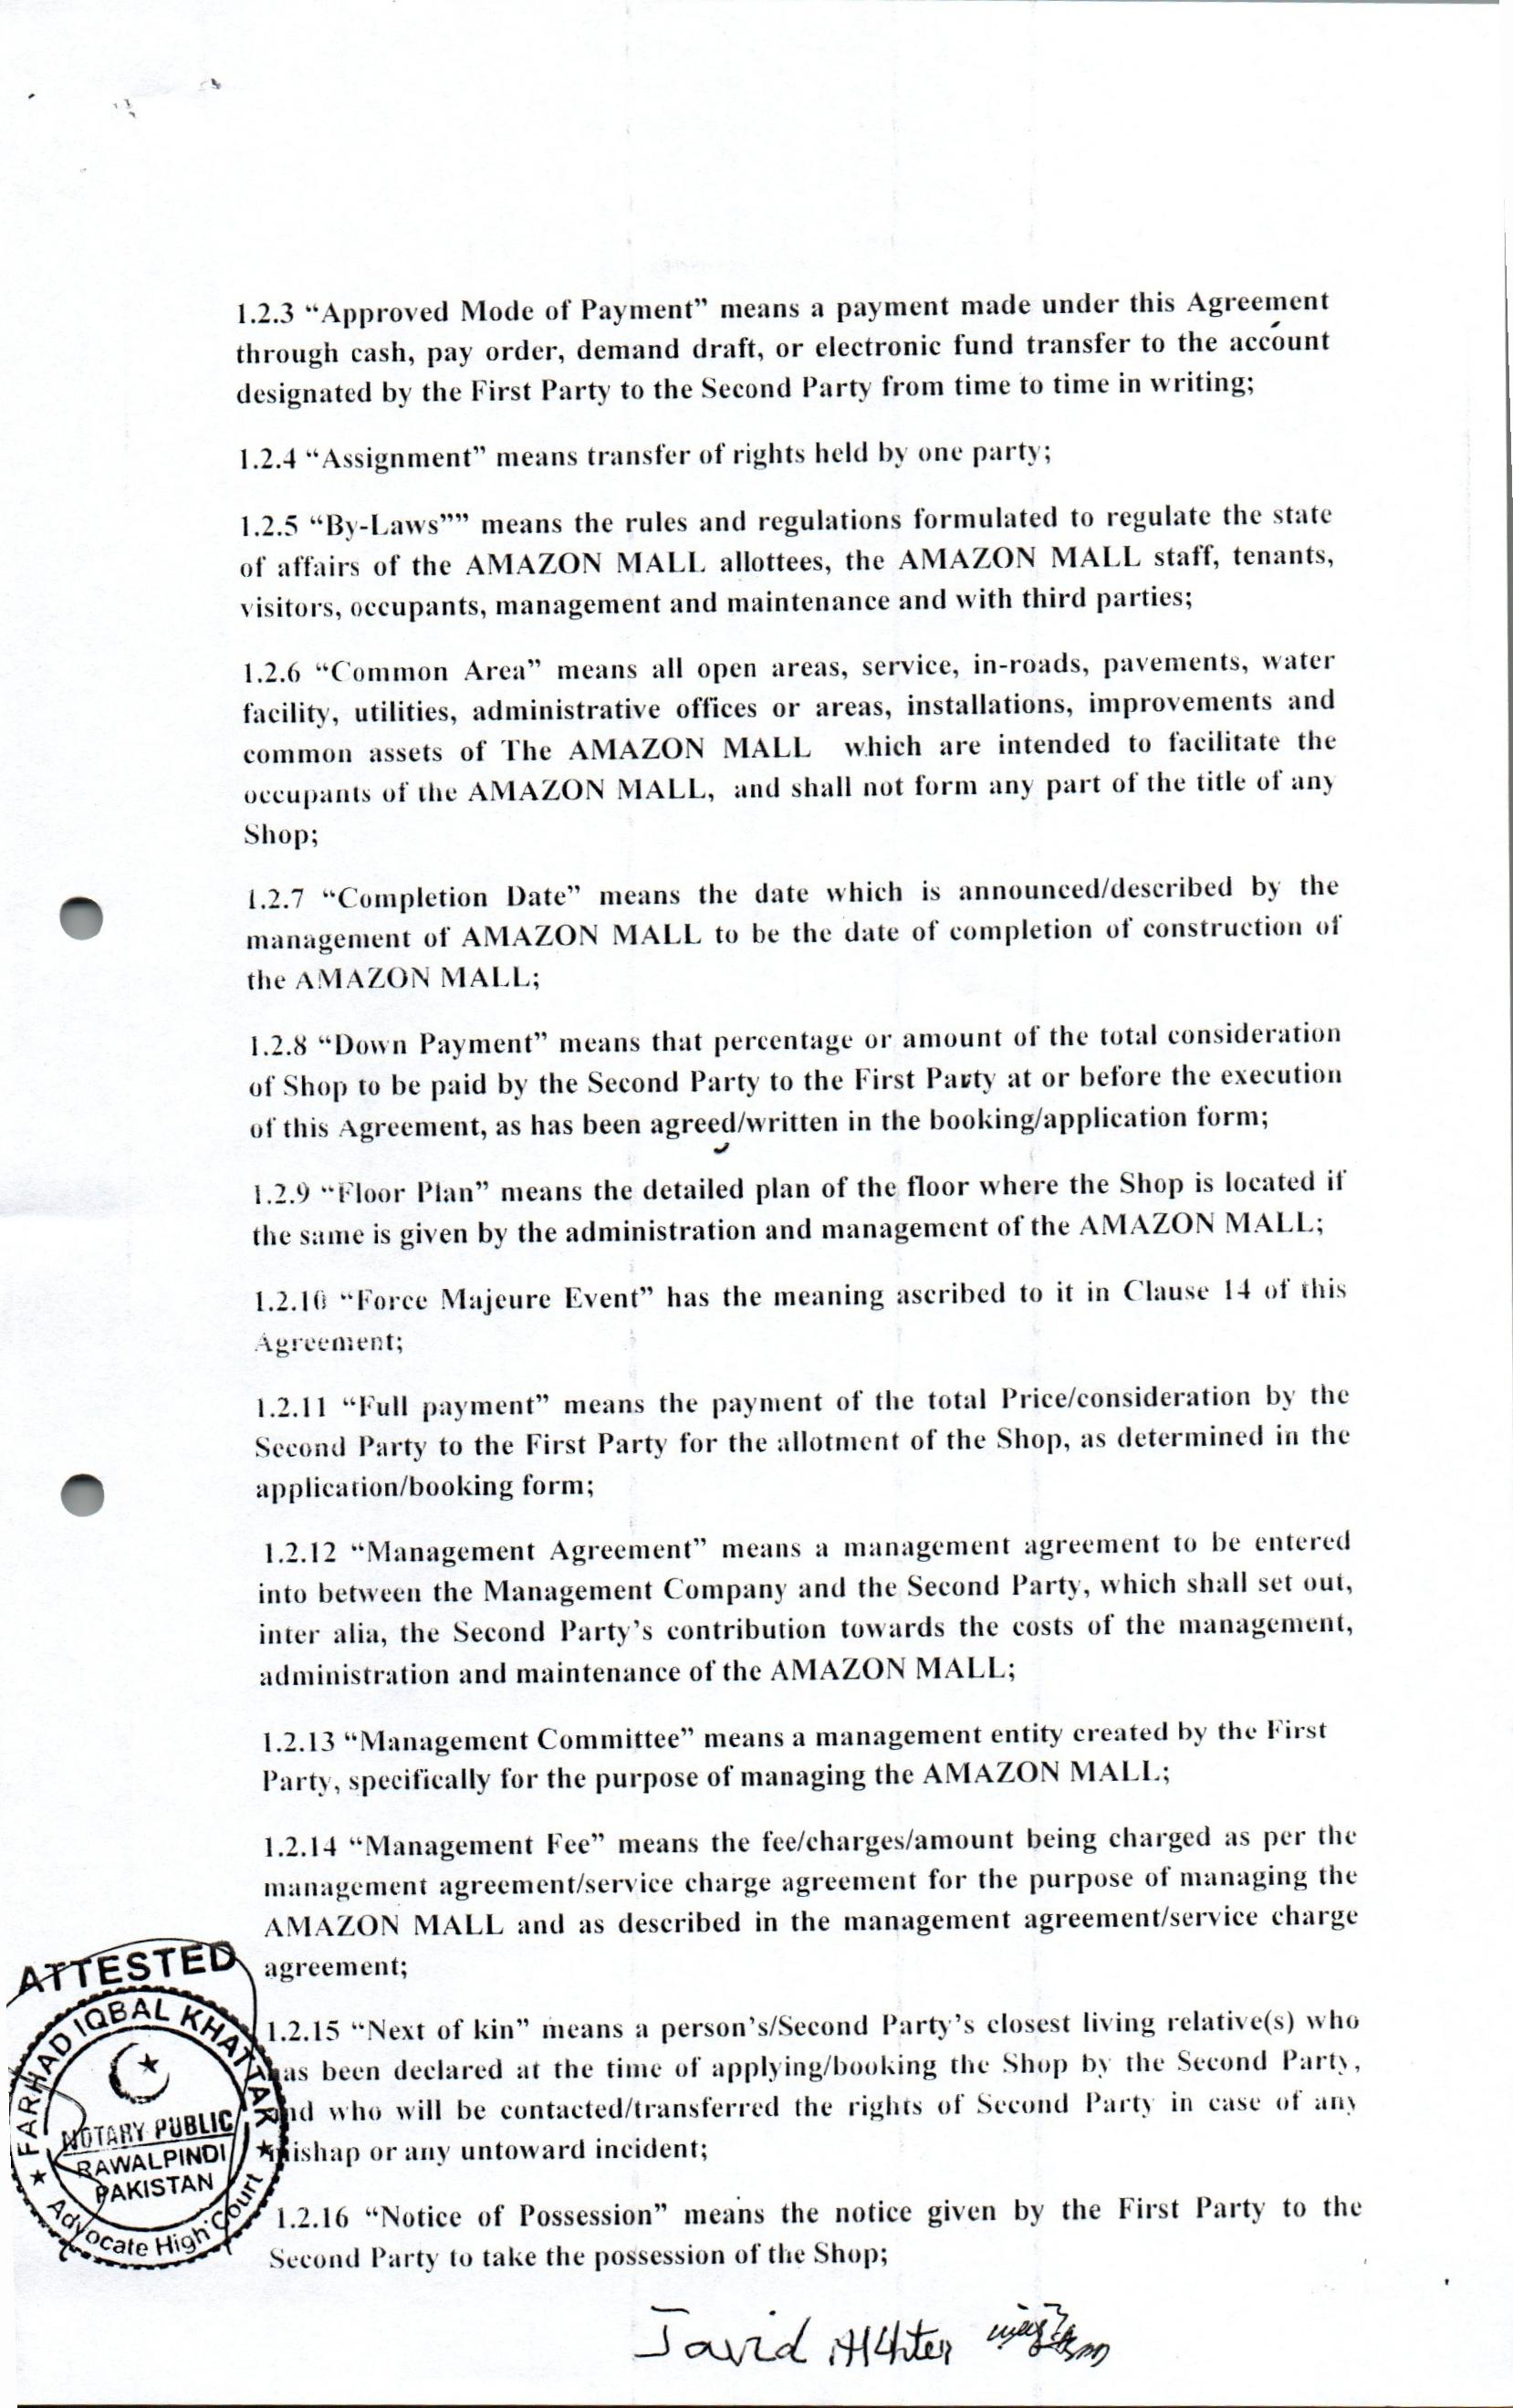 1.2.3 “Approved Mode of Payment” means a payment made under this Agreement
through cash, pay order, demand draft, or electronic fund transfer to the account
designated by the First Party to the Second Party from time to time in writing;
1.2.4 “Assignment” means transfer of rights held by one party;
1.2.5 “By-Laws”” means the rules and regulations formulated to regulate the state
of affairs of the AMAZON MALL allottees, the AMAZON MALL staff, tenants,
visitors, occupants, management and maintenance and with third parties;
1.2.6 “Common Area” means all open areas, service, in-roads, pavements, water
facility, utilities, administrative offices or areas, installations, improvements and
common assets of The AMAZON MALL which are intended to facilitate the
occupants of the AMAZON MALL, and shall not form any part of the title of any
Shop;
1.2.7 “Completion Date” means the date which is announced/described by the
management of AMAZON MALL to be the date of completion of construction of
the AMAZON MALL;
1.2.8 “Down Payment” means that percentage or amount of the total consideration
of Shop to be paid by the Second Party to the First Party at or before the execution
of this Agreement, as has been agreed/written in the booking/application form;
1.2.9 “Floor Plan” means the detailed plan of the floor where the Shop is located if
the same is given by the administration and management of the AMAZON MALL;
1.2.10 “Force Majeure Event” has the meaning ascribed to it in Clause 14 of this
Agreement;
1.2.11 “Full payment” means the payment of the total Price/consideration by the
Second Party to the First Party for the allotment of the Shop, as determined in the
application/booking form;
1.2.12 “Management Agreement” means a management agreement to be entered
into between the Management Company and the Second Party, which shall set out,
inter alia, the Second Party’s contribution towards the costs of the management,
administration and maintenance of the AMAZON MALL;
1.2.13 “Management Committee” means a management entity created by the First
Party, specifically for the purpose of managing the AMAZON MALL;
1.2.14 “Management Fee” means the fee/charges/amount being charged as per the
management agreement/service charge agreement for the purpose of managing the
AMAZON MALL and as described in the management agreement/service charge
agreement;
1.2.15 “Next of kin” means a person’s/Second Party’s closest living relative(s) who
has been declared at the time of applying/booking the Shop by the Second Party,
and who will be contacted/transferred the rights of Second Party in case of any
mishap or any untoward incident;
1.2.16 “Notice of Possession” means the notice given by the First Party to the
Second Party to take the possession of the Shop;
ATTESTED
FARHAD IQBAL KHATTAK
NOTARY PUBLIC
RAWALPINDI
PAKISTAN
Advocate High Court
Javid Akhter